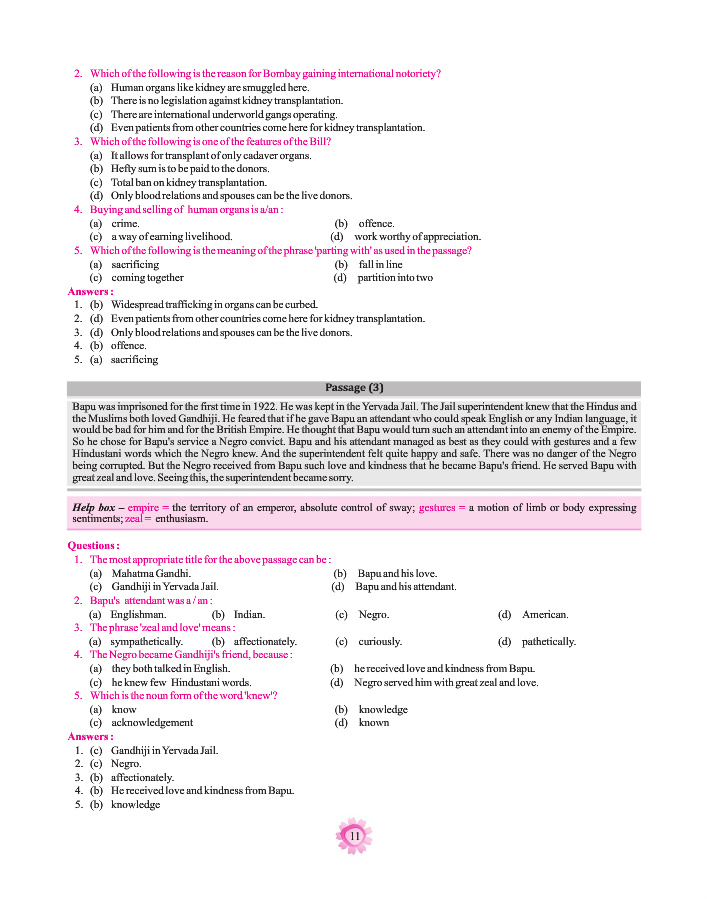 2. Which of the following is the reason for Bombay gaining international notoriety?
(a) Human organs like kidney are smuggled here.
(b) There is no legislation against kidney transplantation.
(c) There are international underworld gangs operating.
(d) Even patients from other countries come here for kidney transplantation.
3. Which of the following is one of the features of the Bill?
(a) It allows for transplant of only cadaver organs.
(b) Hefty sum is to be paid to the donors.
(c) Total ban on kidney transplantation.
(d) Only blood relations and spouses can be the live donors.
4. Buying and selling of human organs is a/an :
(a) crime. (b) offence.
(c) a way of earning livelihood. (d) work worthy of appreciation.
5. Which of the following is the meaning of the phrase 'parting with' as used in the passage?
(a) sacrificing (b) fall in line
(c) coming together (d) partition into two
Answers :
1. (b) Widespread trafficking in organs can be curbed.
2. (d) Even patients from other countries come here for kidney transplantation.
3. (d) Only blood relations and spouses can be the live donors.
4. (b) offence.
5. (a) sacrificing
Passage (3)
Bapu was imprisoned for the first time in 1922. He was kept in the Yervada Jail. The Jail superintendent knew that the Hindus and
the Muslims both loved Gandhiji. He feared that if he gave Bapu an attendant who could speak English or any Indian language, it
would be bad for him and for the British Empire. He thought that Bapu would turn such an attendant into an enemy of the Empire.
So he chose for Bapu's service a Negro convict. Bapu and his attendant managed as best as they could with gestures and a few
Hindustani words which the Negro knew. And the superintendent felt quite happy and safe. There was no danger of the Negro
being corrupted. But the Negro received from Bapu such love and kindness that he became Bapu's friend. He served Bapu with
great zeal and love. Seeing this, the superintendent became sorry.
Help box – empire = the territory of an emperor, absolute control of sway; gestures = a motion of limb or body expressing
sentiments; zeal = enthusiasm.
Questions :
1. The most appropriate title for the above passage can be :
(a) Mahatma Gandhi. (b) Bapu and his love.
(c) Gandhiji in Yervada Jail. (d) Bapu and his attendant.
2. Bapu's attendant was a / an :
(a) Englishman. (b) Indian. (c) Negro. (d) American.
3. The phrase 'zeal and love' means :
(a) sympathetically. (b) affectionately. (c) curiously. (d) pathetically.
4. The Negro became Gandhiji's friend, because :
(a) they both talked in English. (b) he received love and kindness from Bapu.
(c) he knew few Hindustani words. (d) Negro served him with great zeal and love.
5. Which is the noun form of the word 'knew'?
(a) know (b) knowledge
(c) acknowledgement (d) known
Answers :
1. (c) Gandhiji in Yervada Jail.
2. (c) Negro.
3. (b) affectionately.
4. (b) He received love and kindness from Bapu.
5. (b) knowledge
11